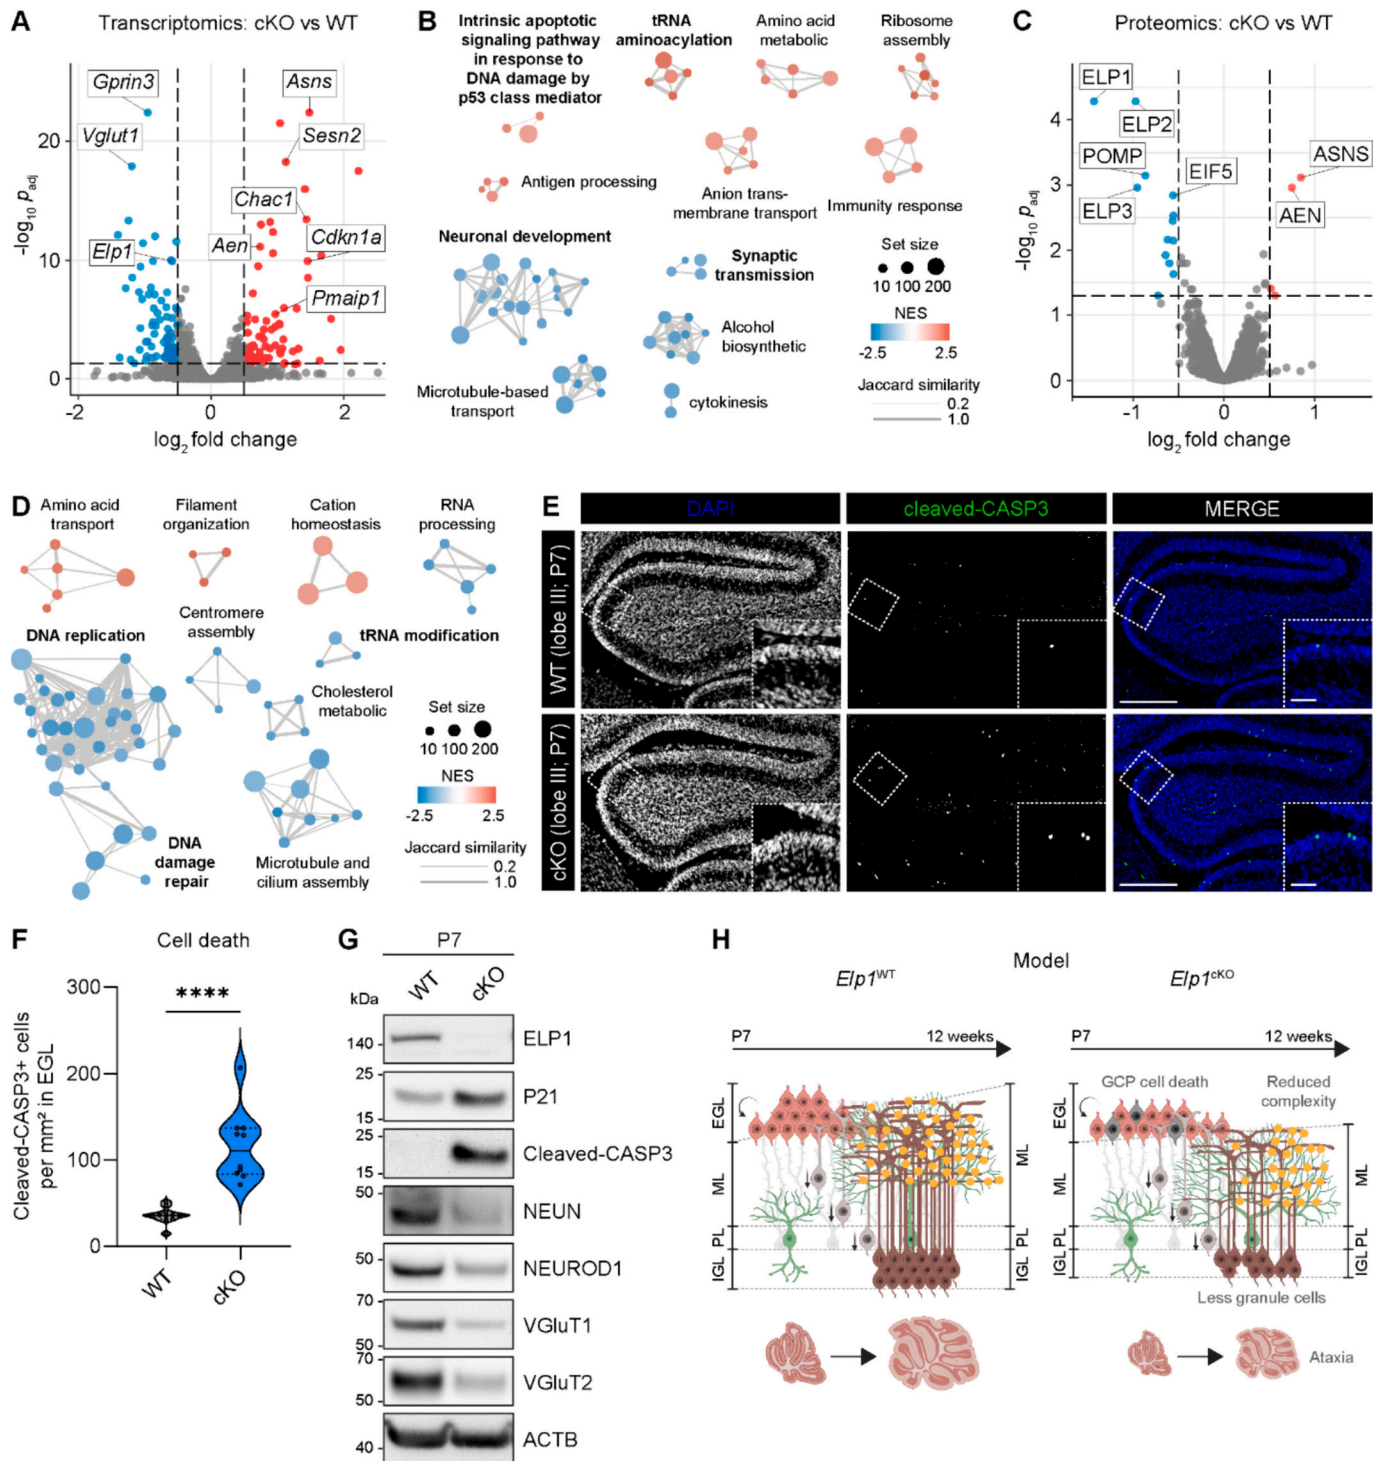 A
Transcriptomics: cKO vs WT
Gprin3
Asns
Vglut1
Sesn2
Chac1
Cdkn1a
Elp1
Aen
Pmaip1
20
10
0
-log10 padj
-2
0
2
log2 fold change
B
Intrinsic apoptotic
signaling pathway
in response to
DNA damage by
p53 class mediator
tRNA
aminoacylation
Amino acid
metabolic
Ribosome
assembly
Antigen processing
Anion trans-
membrane transport
Immunity response
Neuronal development
Synaptic
transmission
Alcohol
biosynthetic
Microtubule-based
transport
cytokinesis
Set size
10 100 200
NES
-2.5 2.5
Jaccard similarity
0.2
1.0
C
Proteomics: cKO vs WT
ELP1
ELP2
POMP
EIF5
ASNS
ELP3
AEN
4
3
2
1
0
-log10 padj
-1
0
1
log2 fold change
D
Amino acid
transport
Filament
organization
Cation
homeostasis
RNA
processing
DNA replication
Centromere
assembly
tRNA modification
Cholesterol
metabolic
DNA
damage
repair
Microtubule and
cilium assembly
Set size
10 100 200
NES
-2.5 2.5
Jaccard similarity
0.2
1.0
E
DAPI
cleaved-CASP3
MERGE
WT (lobe III; P7)
cKO (lobe III; P7)
F
Cell death
****
300
200
100
0
Cleaved-CASP3+ cells
per mm² in EGL
WT
cKO
G
P7
WT
cKO
kDa
140
ELP1
25
P21
15
25
Cleaved-CASP3
15
50
NEUN
50
NEUROD1
70
VGluT1
50
70
VGluT2
50
40
ACTB
H
Model
Elp1WT
Elp1cKO
P7
12 weeks
P7
12 weeks
EGL
ML
PL
IGL
ML
PL
IGL
GCP cell death
Reduced
complexity
EGL
ML
PL
IGL
ML
PL
IGL
Less granule cells
Ataxia